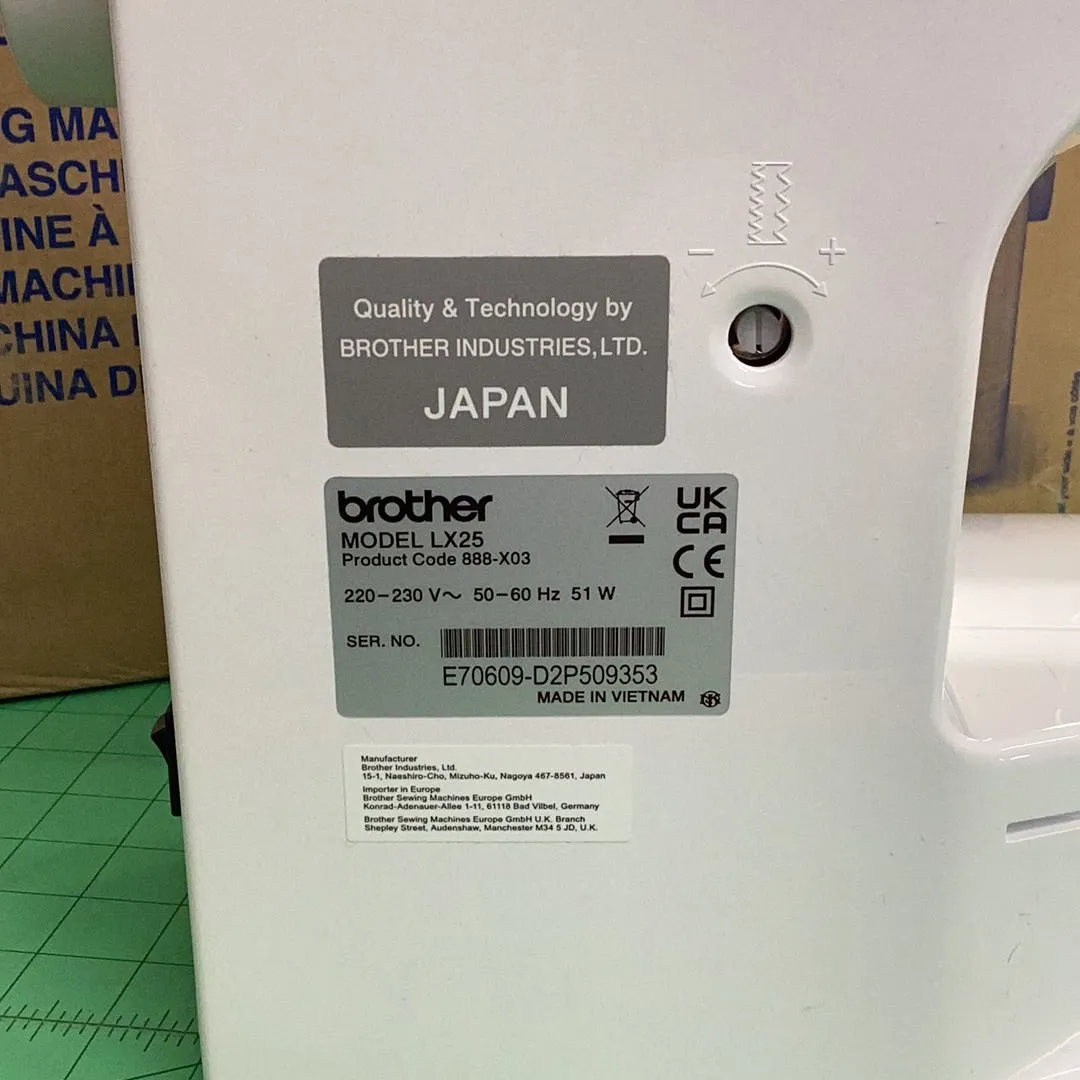 G MA
ASCH
INE À
MACHI
CHINA
UINA D
Quality & Technology by
BROTHER INDUSTRIES,LTD.
JAPAN
− +
brother
MODEL LX25
Product Code 888-X03
220–230 V～ 50–60 Hz 51 W
SER. NO.
E70609-D2P509353
MADE IN VIETNAM
UK
CA
CE
Manufacturer
Brother Industries, Ltd.
15-1, Naeshiro-Cho, Mizuho-Ku, Nagoya 467-8561, Japan
Importer in Europe
Brother Sewing Machines Europe GmbH
Konrad-Adenauer-Allee 1-11, 61118 Bad Vilbel, Germany
Brother Sewing Machines Europe GmbH U.K. Branch
Shepley Street, Audenshaw, Manchester M34 5 JD, U.K.